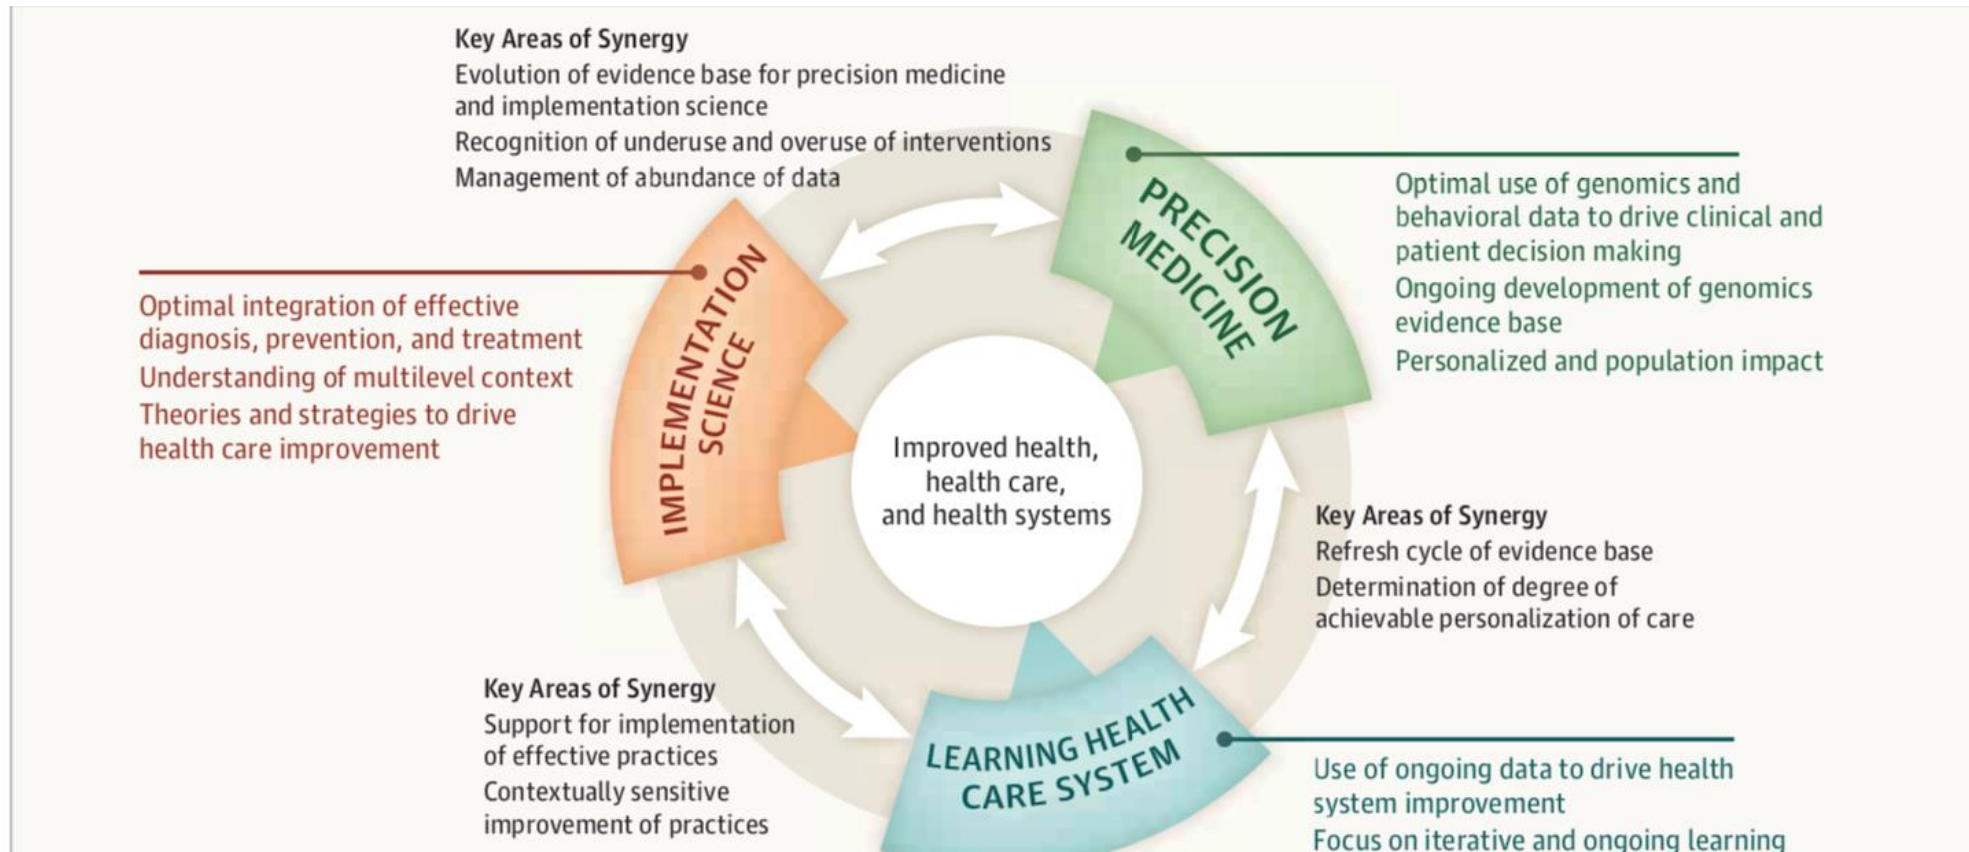 Key Areas of Synergy
Evolution of evidence base for precision medicine
and implementation science
Recognition of underuse and overuse of interventions
Management of abundance of data
PRECISION
MEDICINE
Optimal use of genomics and
behavioral data to drive clinical and
patient decision making
Ongoing development of genomics
evidence base
Personalized and population impact
IMPLEMENTATION
SCIENCE
Optimal integration of effective
diagnosis, prevention, and treatment
Understanding of multilevel context
Theories and strategies to drive
health care improvement
Improved health,
health care,
and health systems
Key Areas of Synergy
Refresh cycle of evidence base
Determination of degree of
achievable personalization of care
Key Areas of Synergy
Support for implementation
of effective practices
Contextually sensitive
improvement of practices
LEARNING HEALTH
CARE SYSTEM
Use of ongoing data to drive health
system improvement
Focus on iterative and ongoing learning